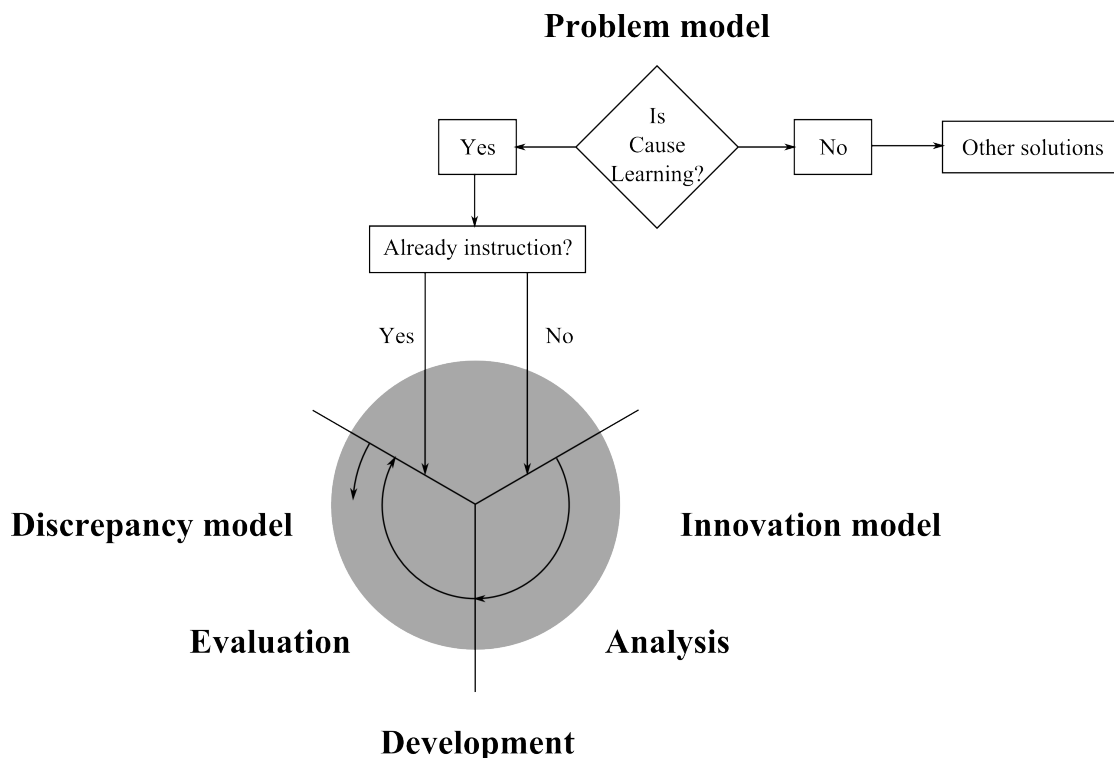 Problem model
Is
Cause
Learning?
Yes
No
Other solutions
Already instruction?
Yes
No
Discrepancy model
Innovation model
Evaluation
Analysis
Development